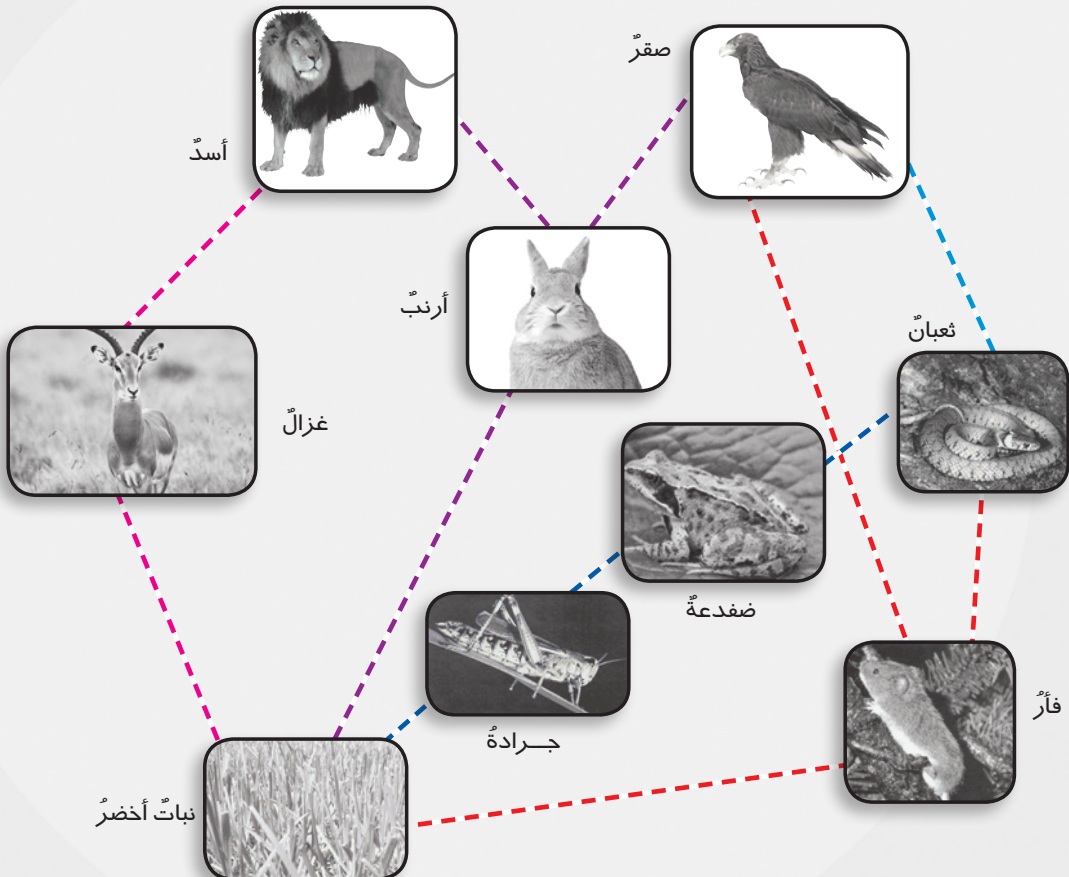 صقرٌ
أسدٌ
أرنبٌ
ثعبانٌ
غزالٌ
ضفدعةٌ
فأرٌ
جــرادةٌ
نباتٌ أخضرُ